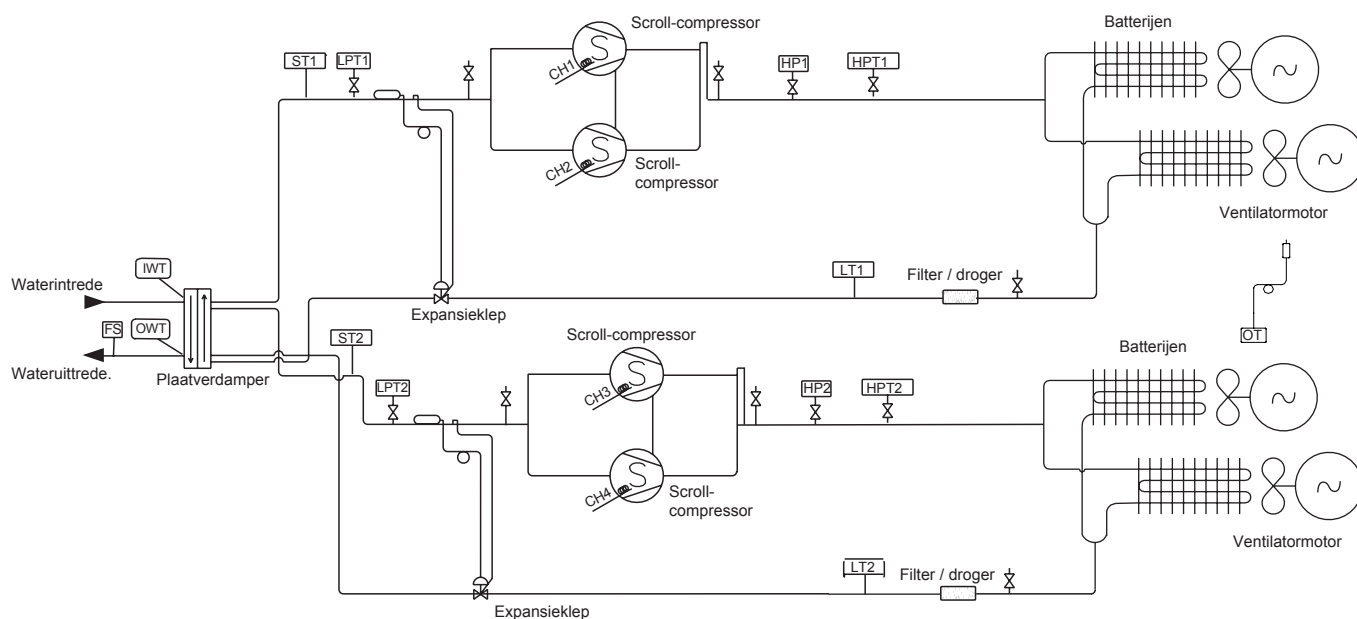 Scroll-compressor
Batterijen
ST1
LPT1
HP1
HPT1
CH1
CH2
Scroll-
compressor
Ventilatormotor
IWT
Waterintrede
LT1
Filter / droger
FS
OWT
Expansieklep
OT
ST2
Scroll-compressor
Batterijen
Wateruittrede.
Plaatverdamper
LPT2
HP2
HPT2
CH3
CH4
Scroll-
compressor
Ventilatormotor
LT2
Filter / droger
Expansieklep